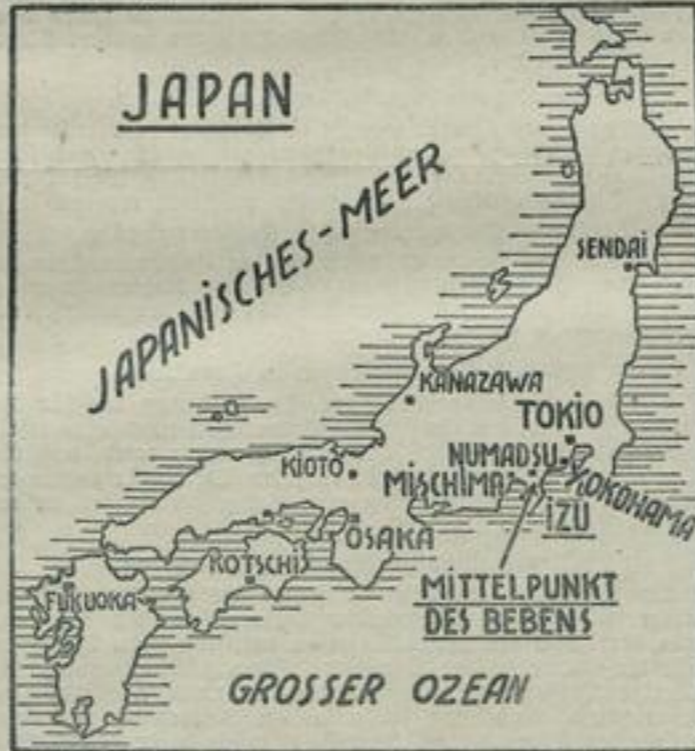 JAPAN
JAPANISCHES-MEER
SENDAI
KANAZAWA
TOKIO
NUMADSU
KIOTO
MISCHIMA
YOKOHAMA
IZU
OSAKA
KOTSCHI
MITTELPUNKT
DES BEBENS
FUKUOKA
GROSSER OZEAN